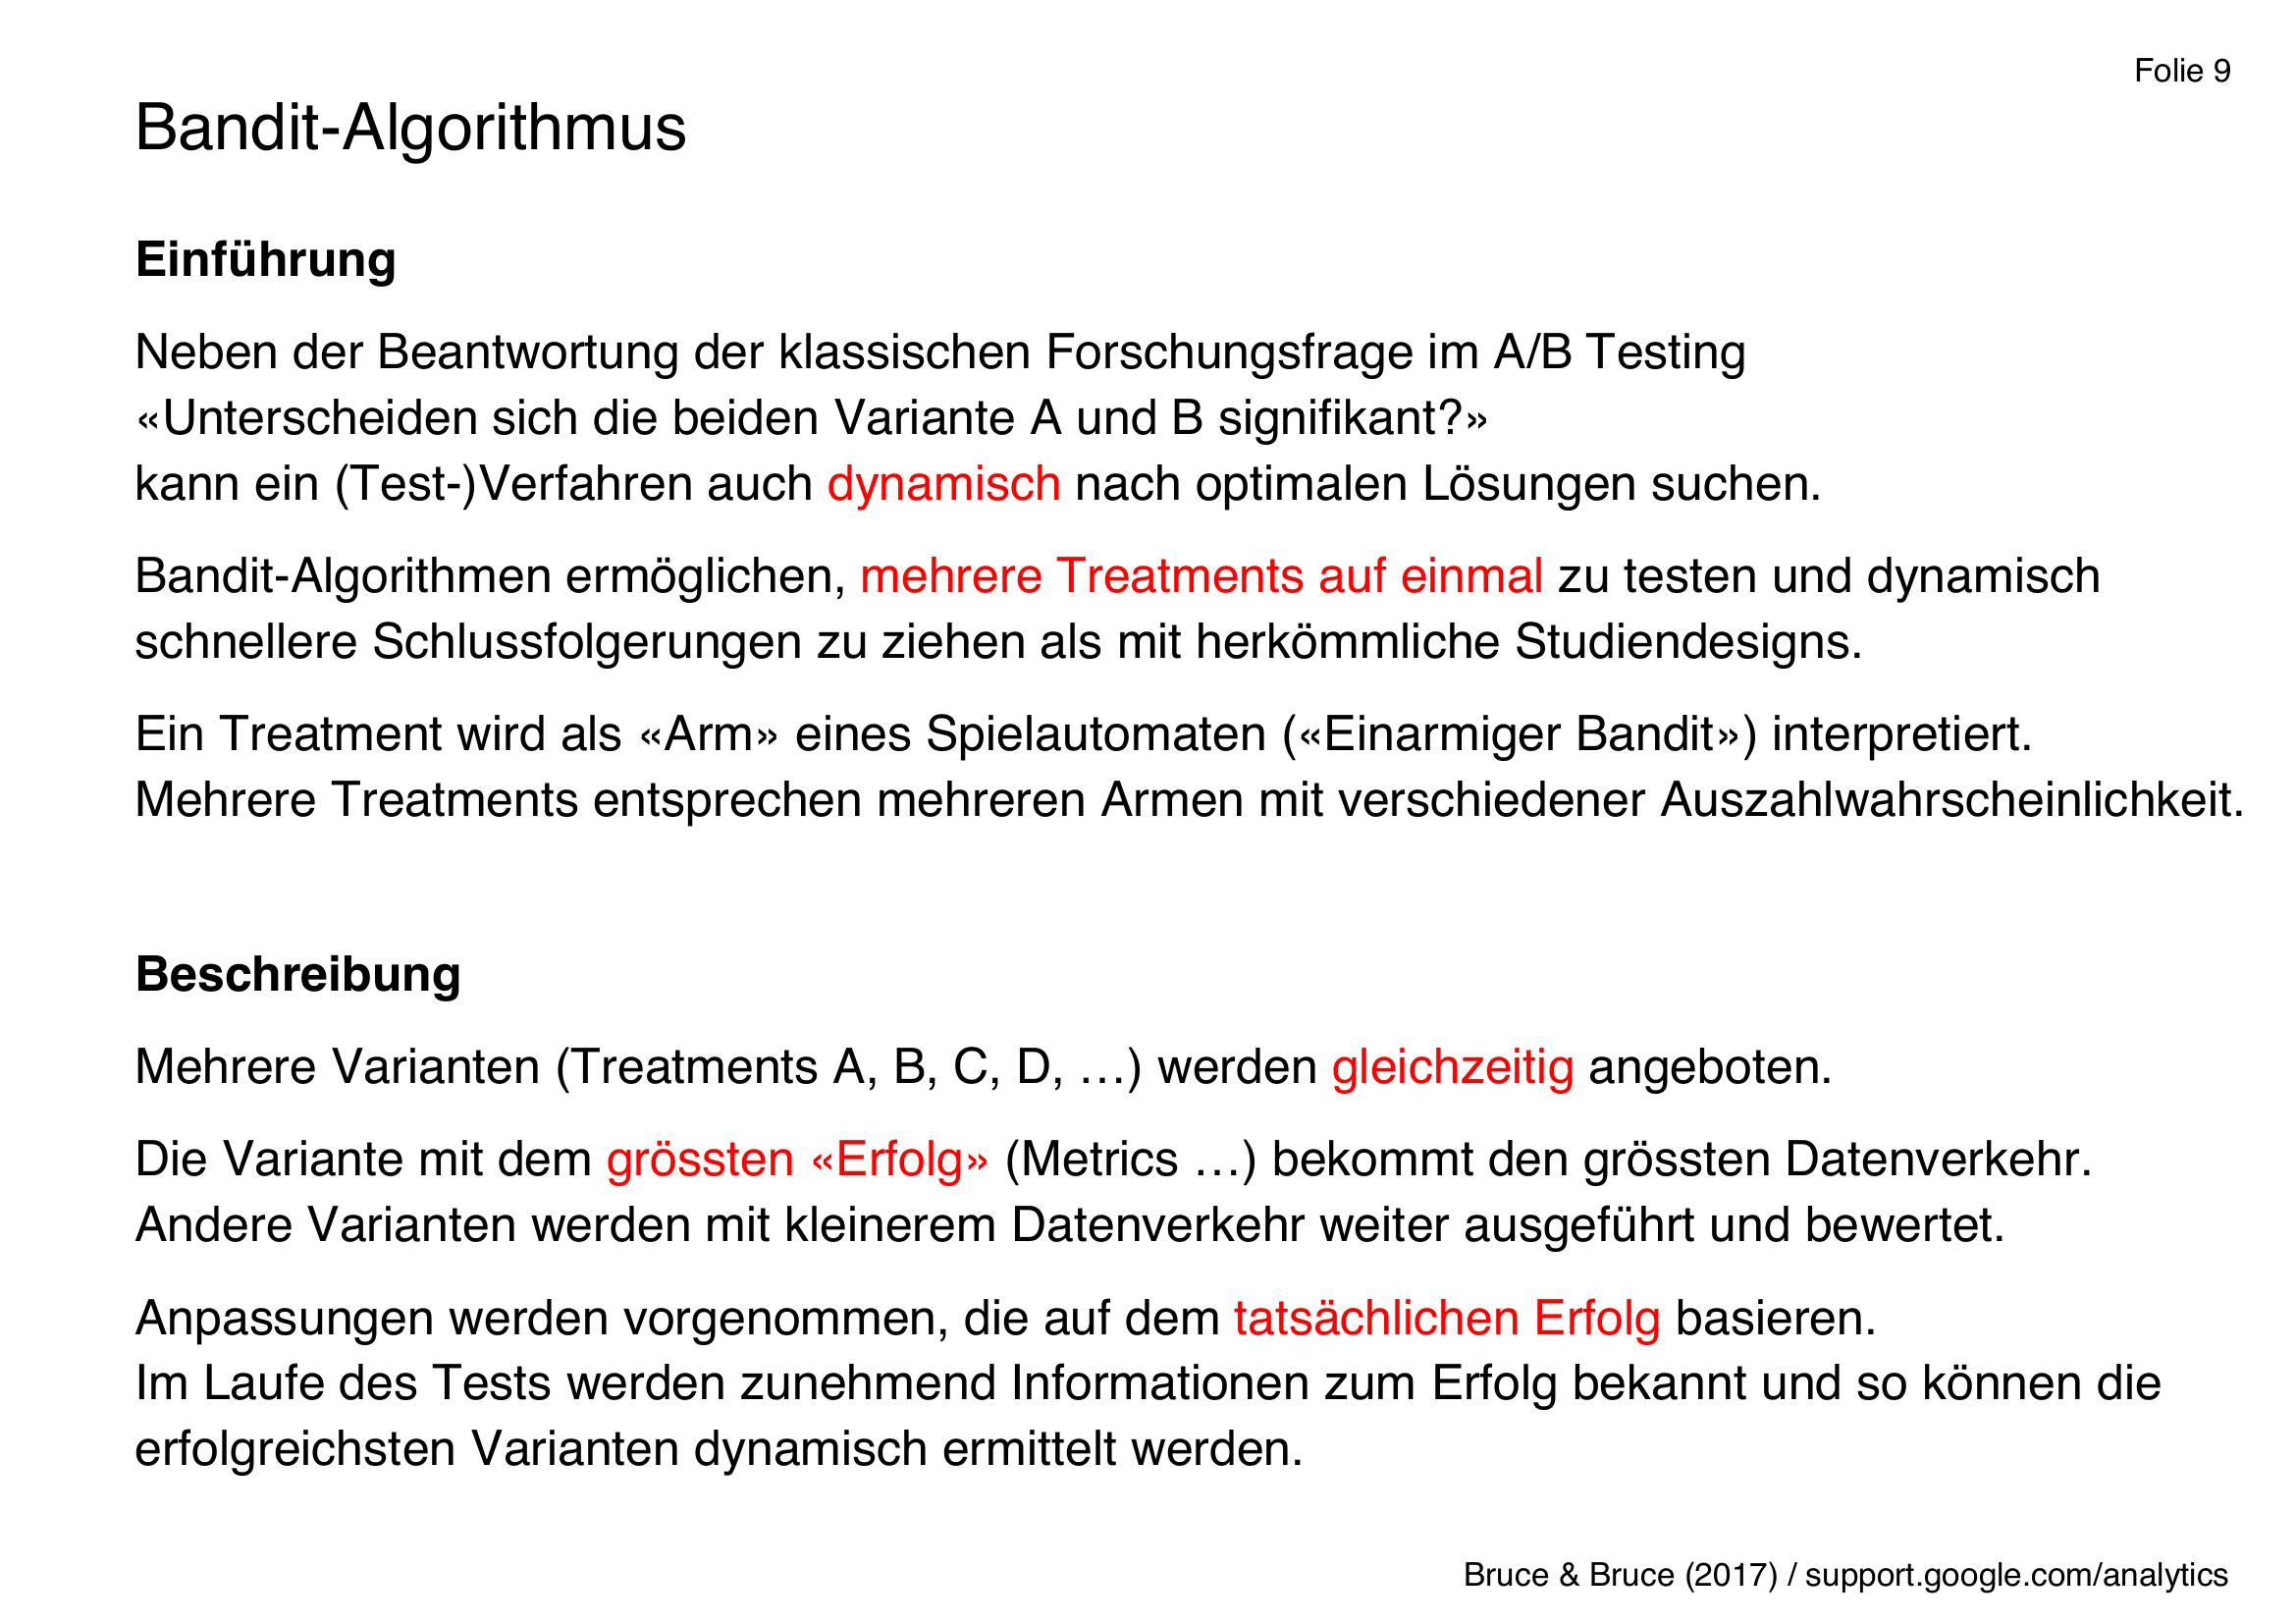 Folie 9
Bandit-Algorithmus
Einführung
Neben der Beantwortung der klassischen Forschungsfrage im A/B Testing
«Unterscheiden sich die beiden Variante A und B signifikant?»
kann ein (Test-)Verfahren auch dynamisch nach optimalen Lösungen suchen.
Bandit-Algorithmen ermöglichen, mehrere Treatments auf einmal zu testen und dynamisch
schnellere Schlussfolgerungen zu ziehen als mit herkömmliche Studiendesigns.
Ein Treatment wird als «Arm» eines Spielautomaten («Einarmiger Bandit») interpretiert.
Mehrere Treatments entsprechen mehreren Armen mit verschiedener Auszahlwahrscheinlichkeit.
Beschreibung
Mehrere Varianten (Treatments A, B, C, D, …) werden gleichzeitig angeboten.
Die Variante mit dem grössten «Erfolg» (Metrics …) bekommt den grössten Datenverkehr.
Andere Varianten werden mit kleinerem Datenverkehr weiter ausgeführt und bewertet.
Anpassungen werden vorgenommen, die auf dem tatsächlichen Erfolg basieren.
Im Laufe des Tests werden zunehmend Informationen zum Erfolg bekannt und so können die
erfolgreichsten Varianten dynamisch ermittelt werden.
Bruce & Bruce (2017) / support.google.com/analytics